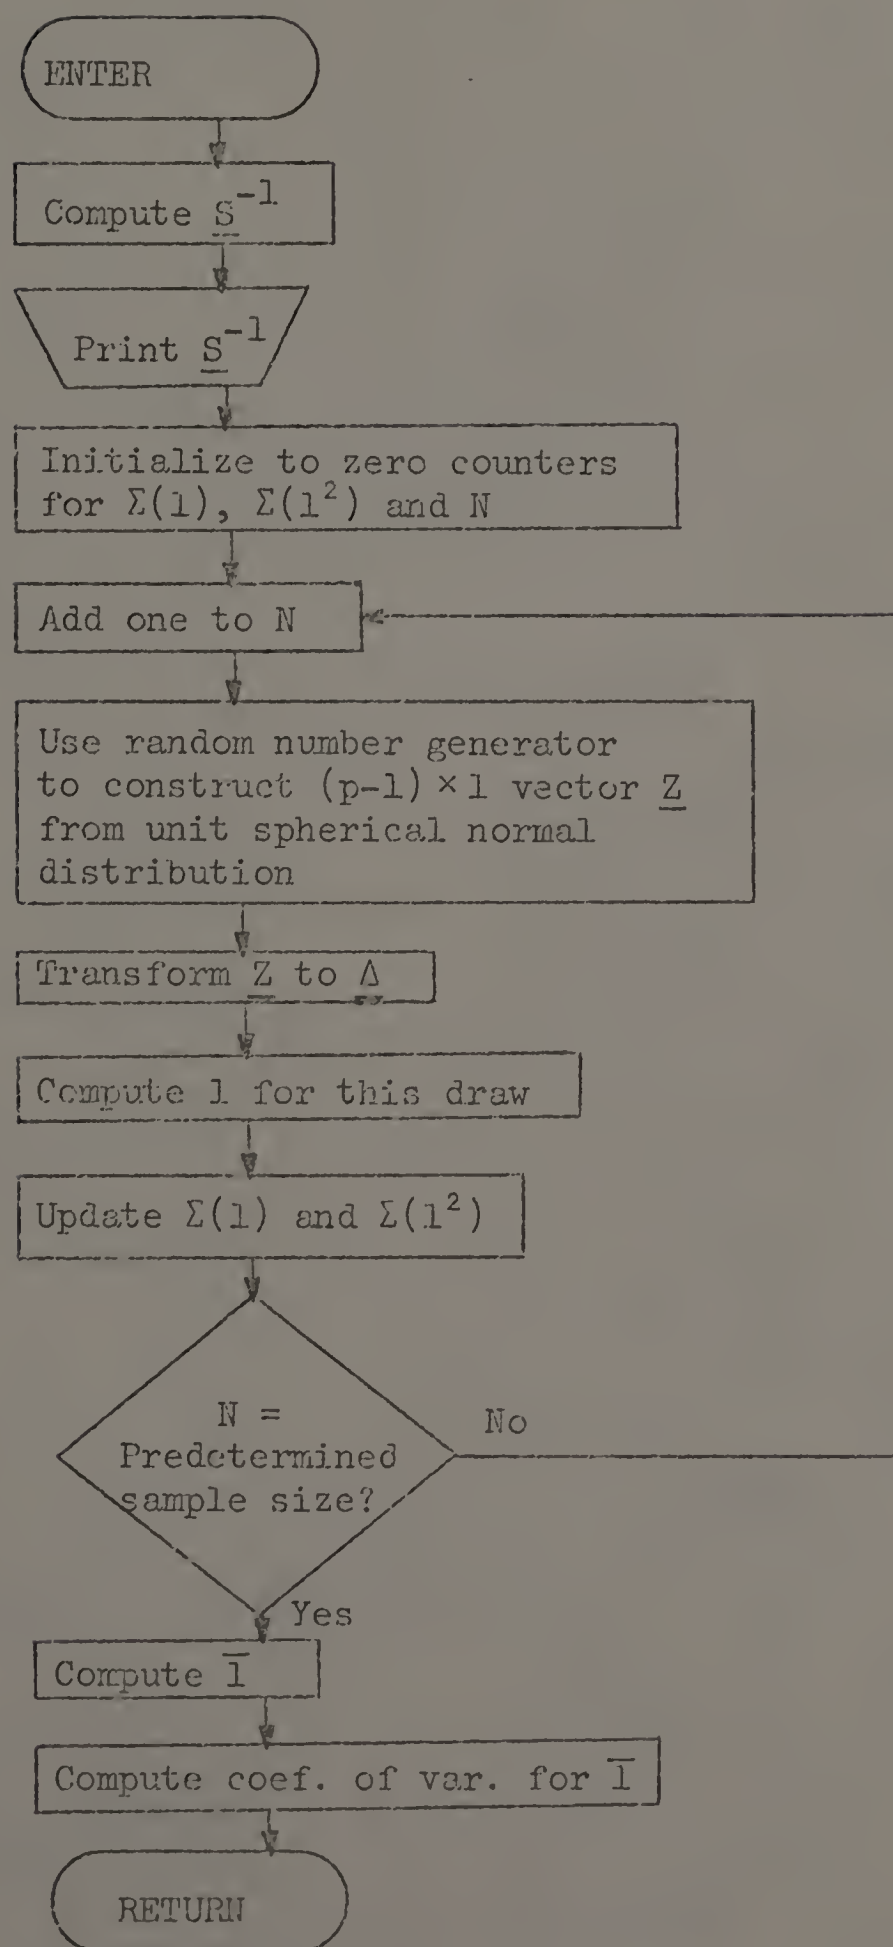 ENTER
Compute S⁻¹
Print S⁻¹
Initialize to zero counters
for Σ(l), Σ(l²) and N
Add one to N
Use random number generator
to construct (p-l) × l vector Z
from unit spherical normal
distribution
Transform Z to Δ
Compute l for this draw
Update Σ(l) and Σ(l²)
N =
Predetermined
sample size?
No
Yes
Compute l̅
Compute coef. of var. for l̅
RETURN